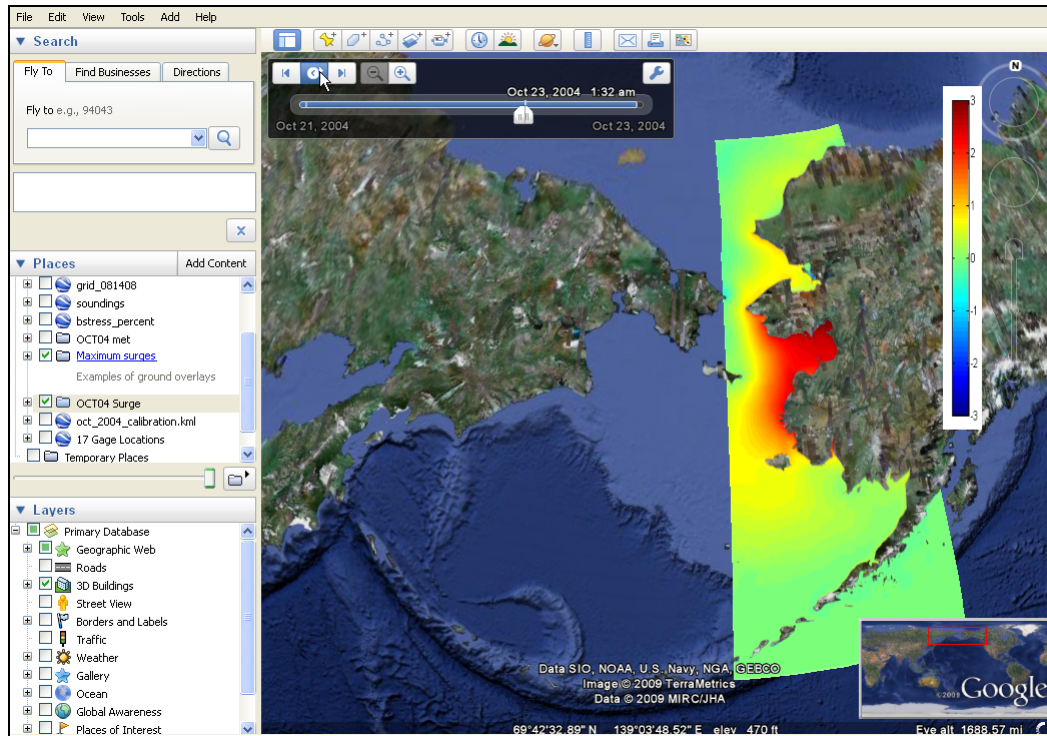 File Edit View Tools Add Help
Search
Fly To Find Businesses Directions
Fly to e.g., 94043
Places Add Content
grid_081408
soundings
bstress_percent
OCT04 met
Maximum surges
Examples of ground overlays
OCT04 Surge
oct_2004_calibration.kml
17 Gage Locations
Temporary Places
Layers
Primary Database
Geographic Web
Roads
3D Buildings
Street View
Borders and Labels
Traffic
Weather
Gallery
Ocean
Global Awareness
Places of Interest
Oct 23, 2004 1:32 am
Oct 21, 2004 Oct 23, 2004
N
3
2
1
0
-1
-2
-3
Data SIO, NOAA, U.S. Navy, NGA, GEBCO
Image © 2009 TerraMetrics
Data © 2009 MIRC/JHA
©2009 Google
69°42'32.89" N 139°03'48.52" E elev 470 ft Eye alt 1688.57 mi